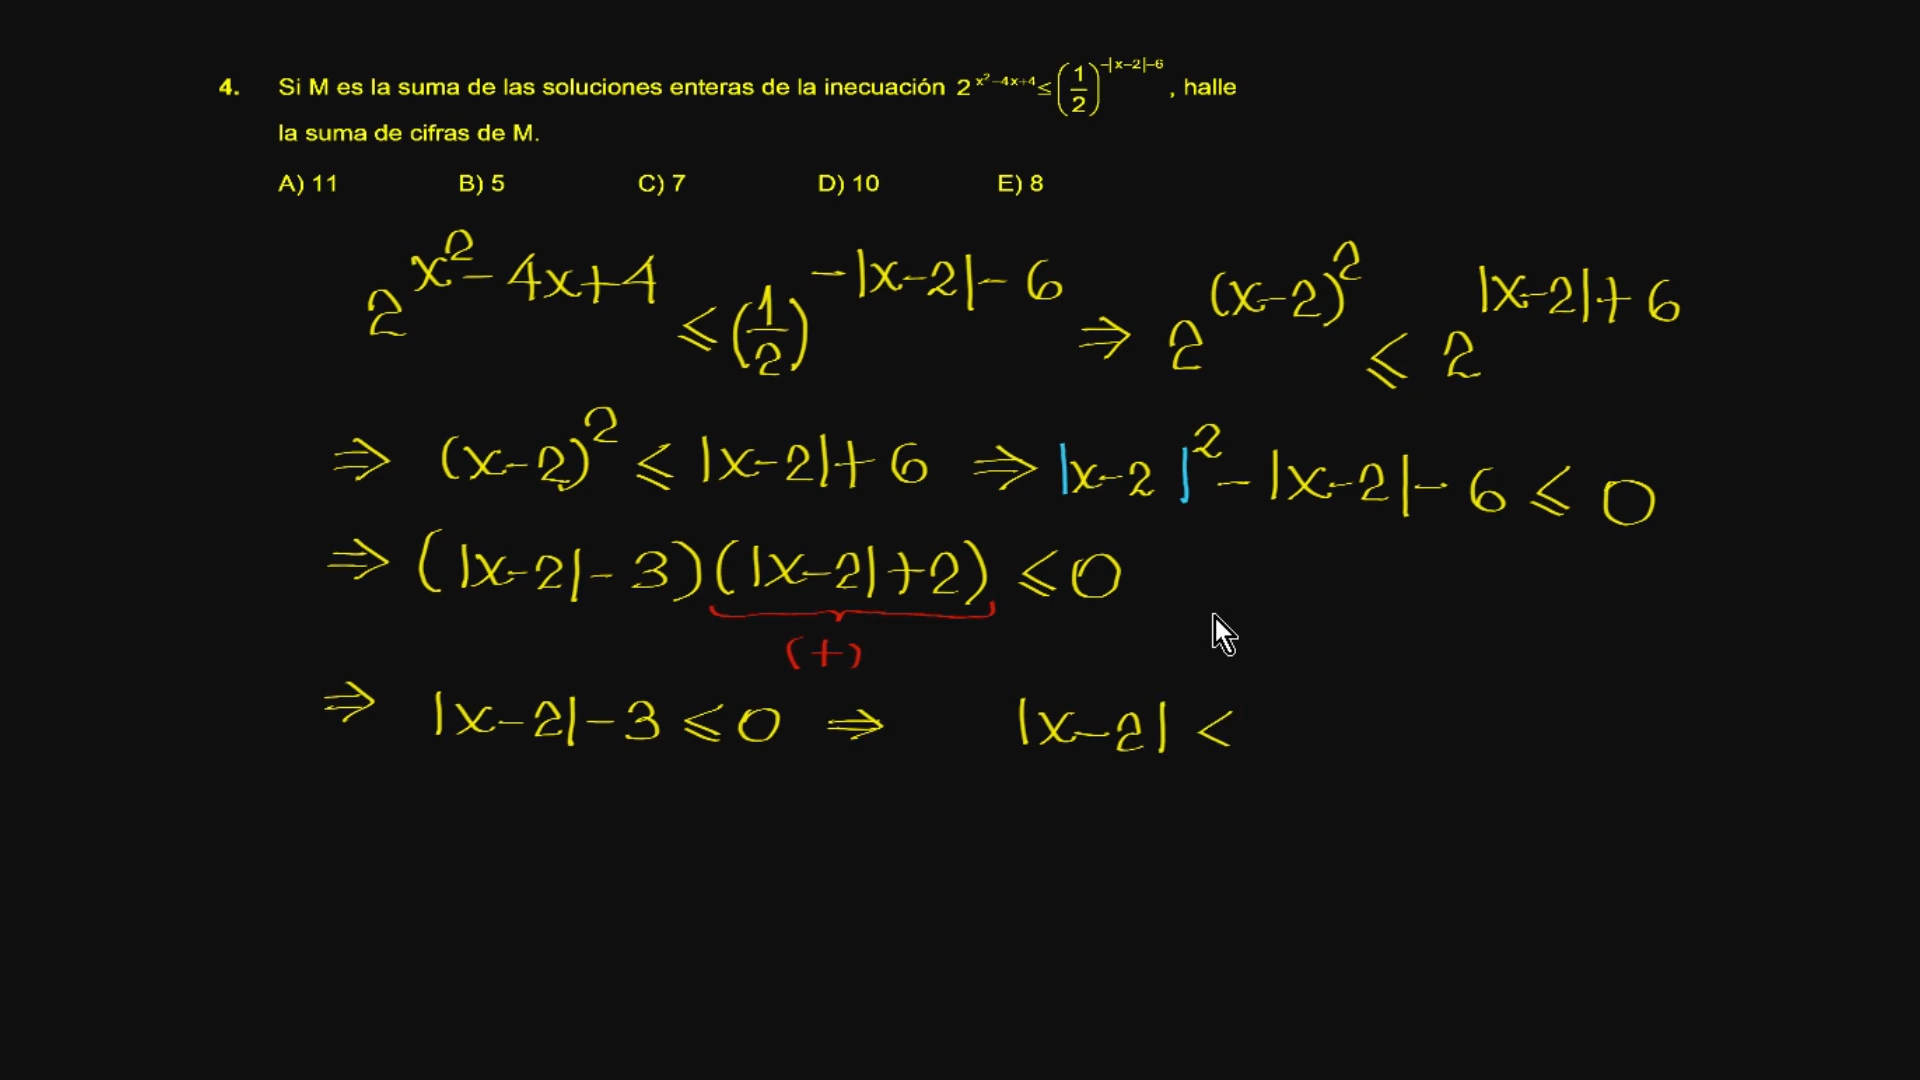 4. Si M es la suma de las soluciones enteras de la inecuación 2^(x²−4x+4) ≤ (1/2)^(−|x−2|−6), halle
la suma de cifras de M.
A) 11 B) 5 C) 7 D) 10 E) 8
2^(x²−4x+4) ≤ (1/2)^(−|x−2|−6) ⇒ 2^((x−2)²) ≤ 2^(|x−2|+6)
⇒ (x−2)² ≤ |x−2|+6 ⇒ |x−2|² − |x−2| − 6 ≤ 0
⇒ (|x−2|−3)(|x−2|+2) ≤ 0
(+)
⇒ |x−2|−3 ≤ 0 ⇒ |x−2| <